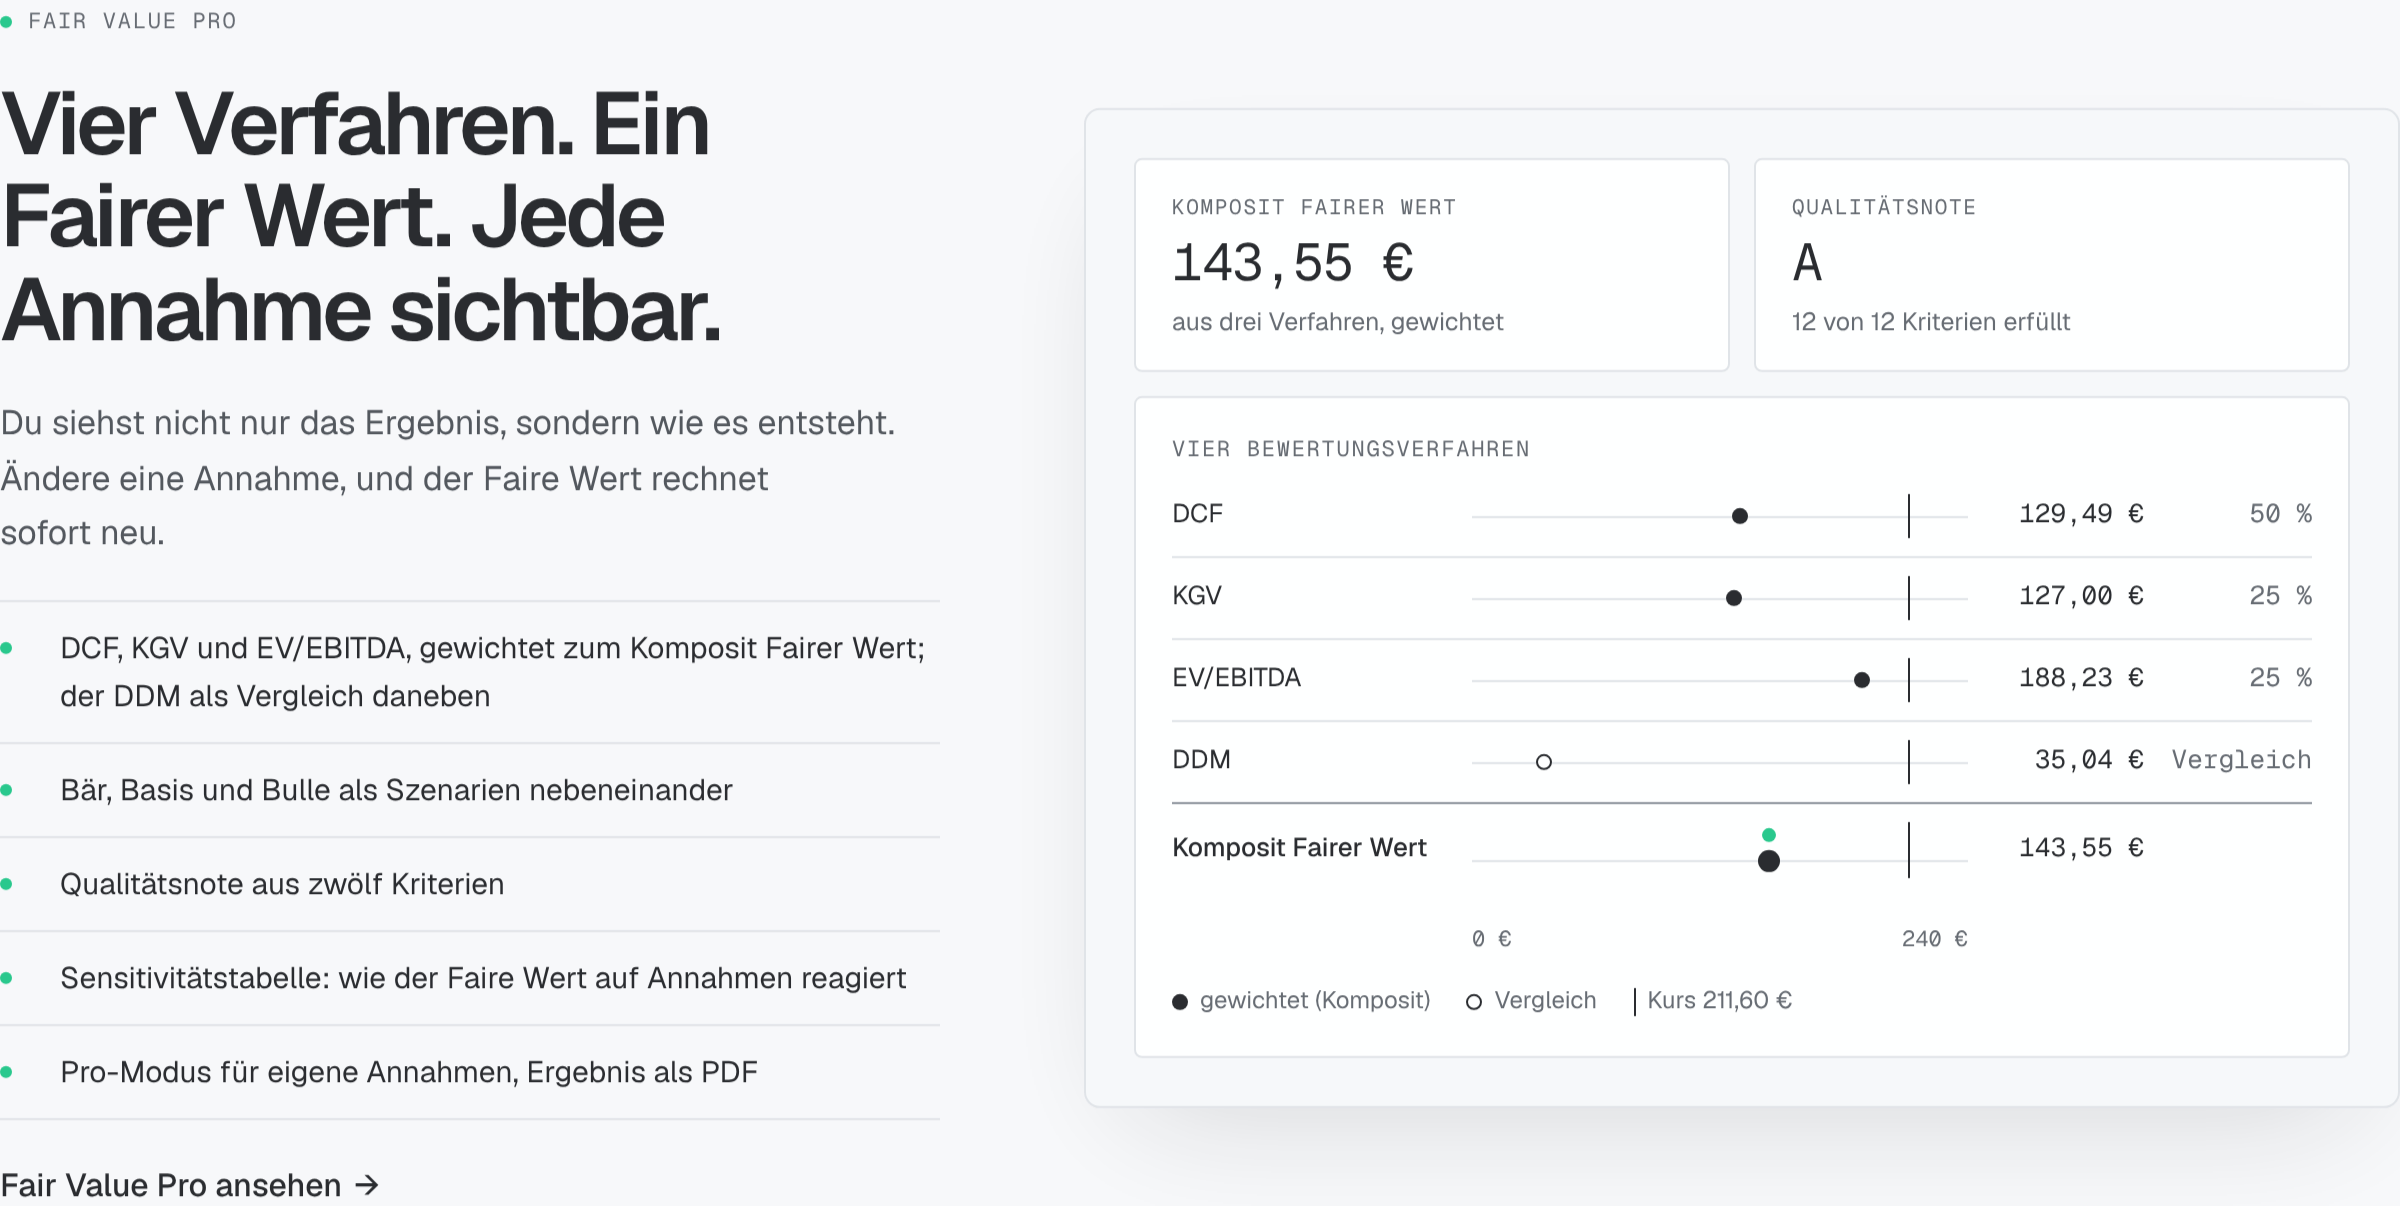 FAIR VALUE PRO
Vier Verfahren. Ein
Fairer Wert. Jede
Annahme sichtbar.
Du siehst nicht nur das Ergebnis, sondern wie es entsteht.
Ändere eine Annahme, und der Faire Wert rechnet
sofort neu.
DCF, KGV und EV/EBITDA, gewichtet zum Komposit Fairer Wert;
der DDM als Vergleich daneben
Bär, Basis und Bulle als Szenarien nebeneinander
Qualitätsnote aus zwölf Kriterien
Sensitivitätstabelle: wie der Faire Wert auf Annahmen reagiert
Pro-Modus für eigene Annahmen, Ergebnis als PDF
Fair Value Pro ansehen →
KOMPOSIT FAIRER WERT
143,55 €
aus drei Verfahren, gewichtet
QUALITÄTSNOTE
A
12 von 12 Kriterien erfüllt
VIER BEWERTUNGSVERFAHREN
DCF 129,49 € 50 %
KGV 127,00 € 25 %
EV/EBITDA 188,23 € 25 %
DDM 35,04 € Vergleich
Komposit Fairer Wert 143,55 €
0 € 240 €
gewichtet (Komposit) Vergleich Kurs 211,60 €